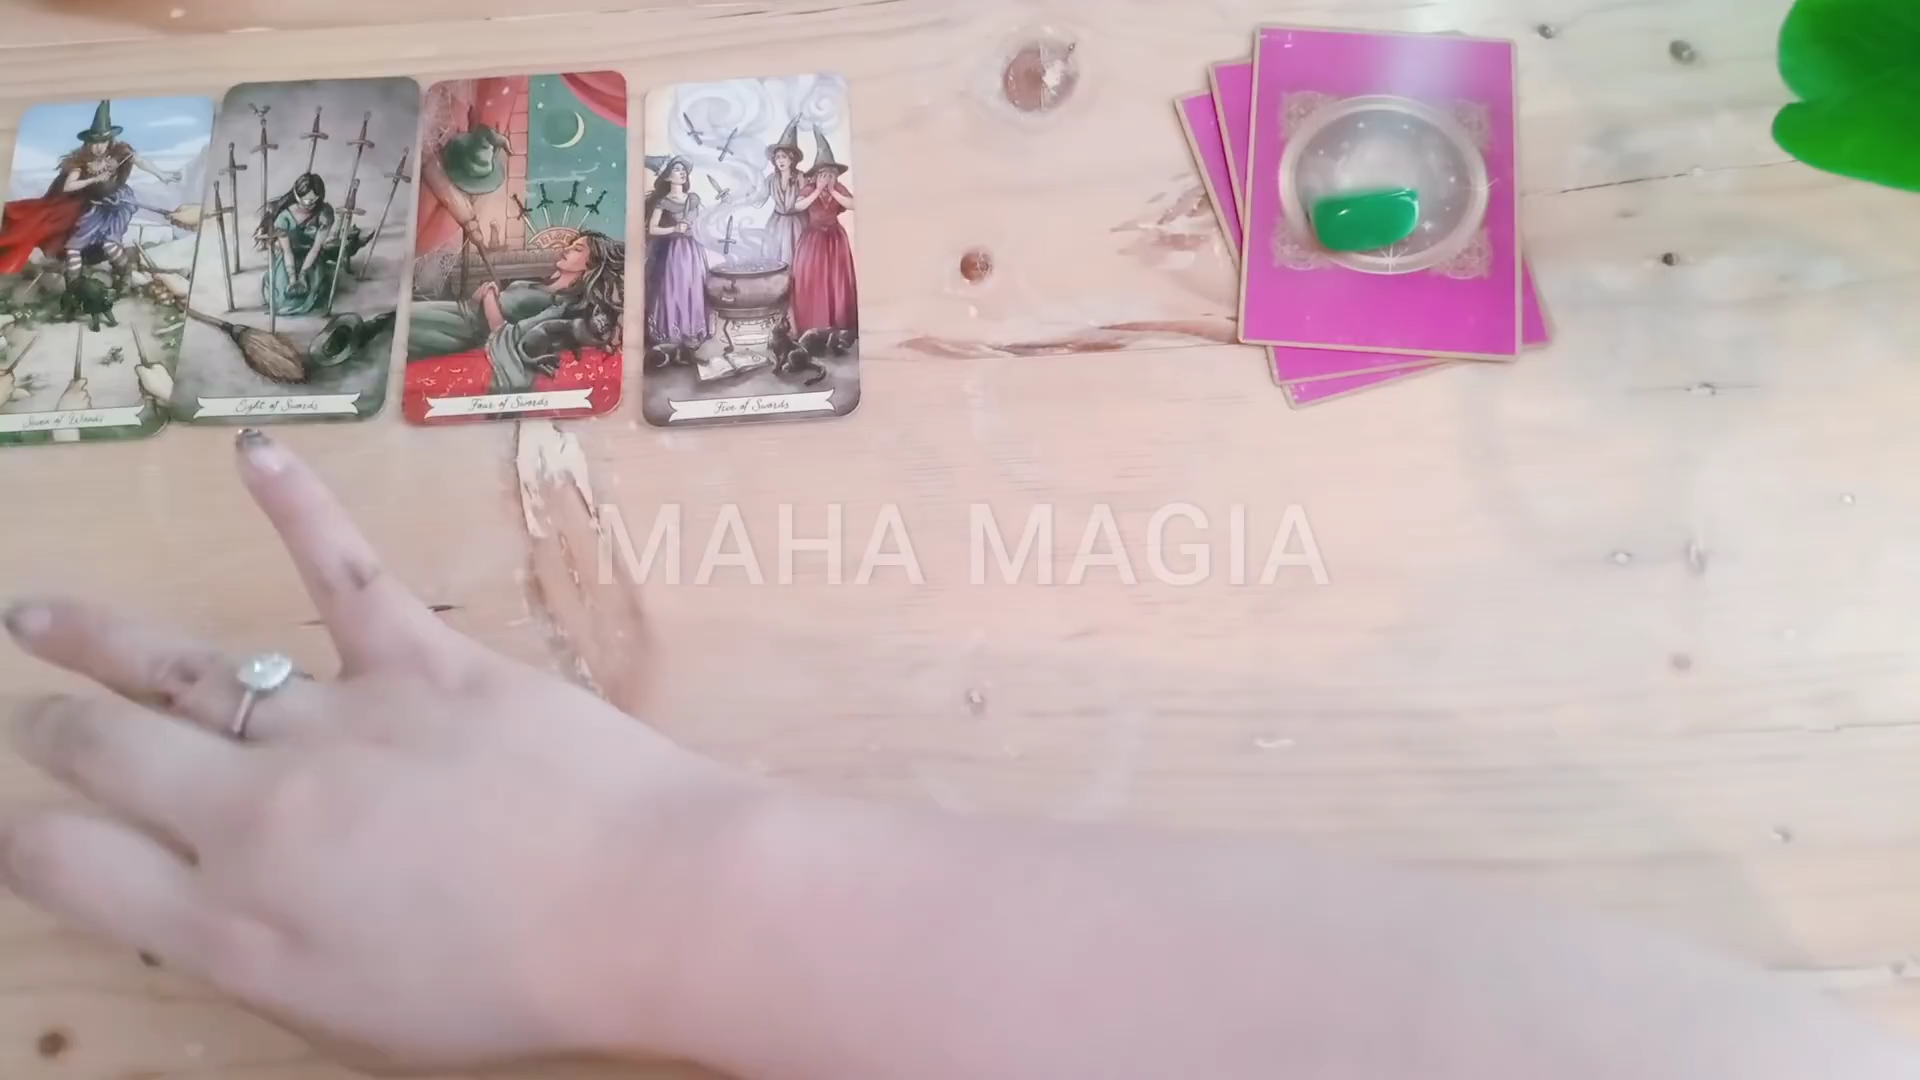 Seven of Wands
Eight of Swords
Four of Swords
Five of Swords
MAHA MAGIA